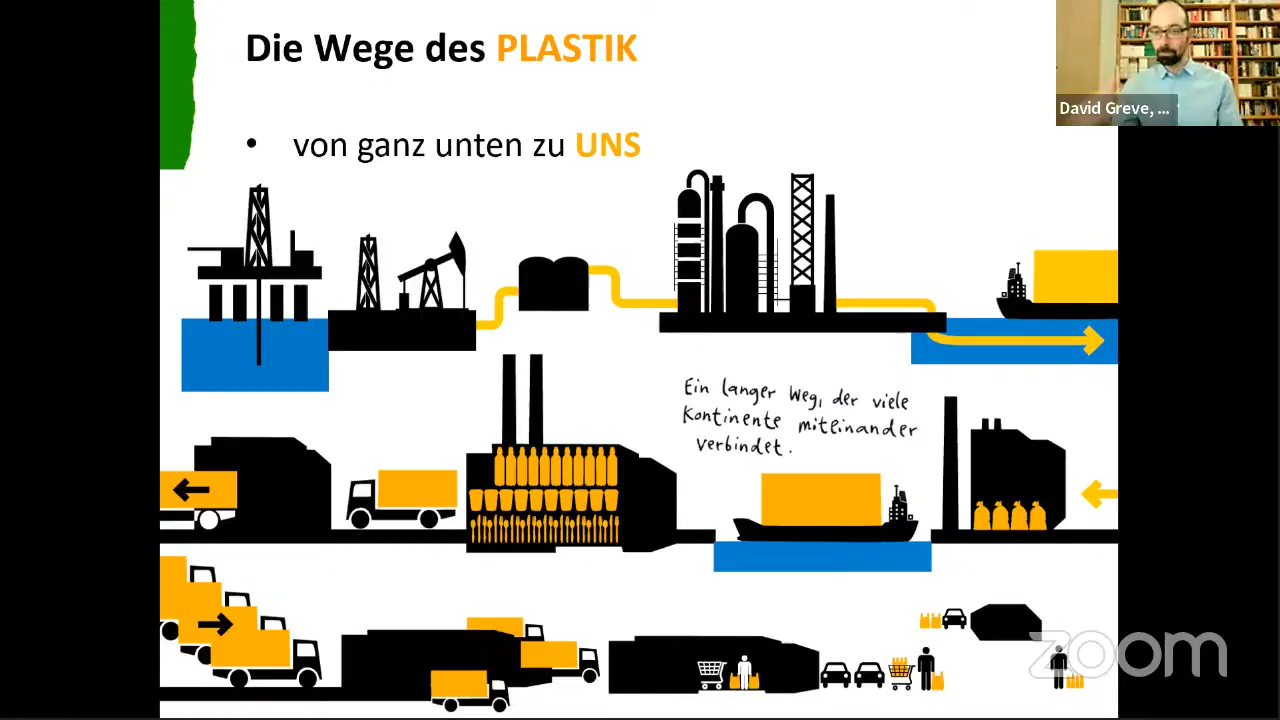 Die Wege des PLASTIK
David Greve, ...
• von ganz unten zu UNS
Ein langer Weg, der viele
Kontinente miteinander
verbindet.
zoom